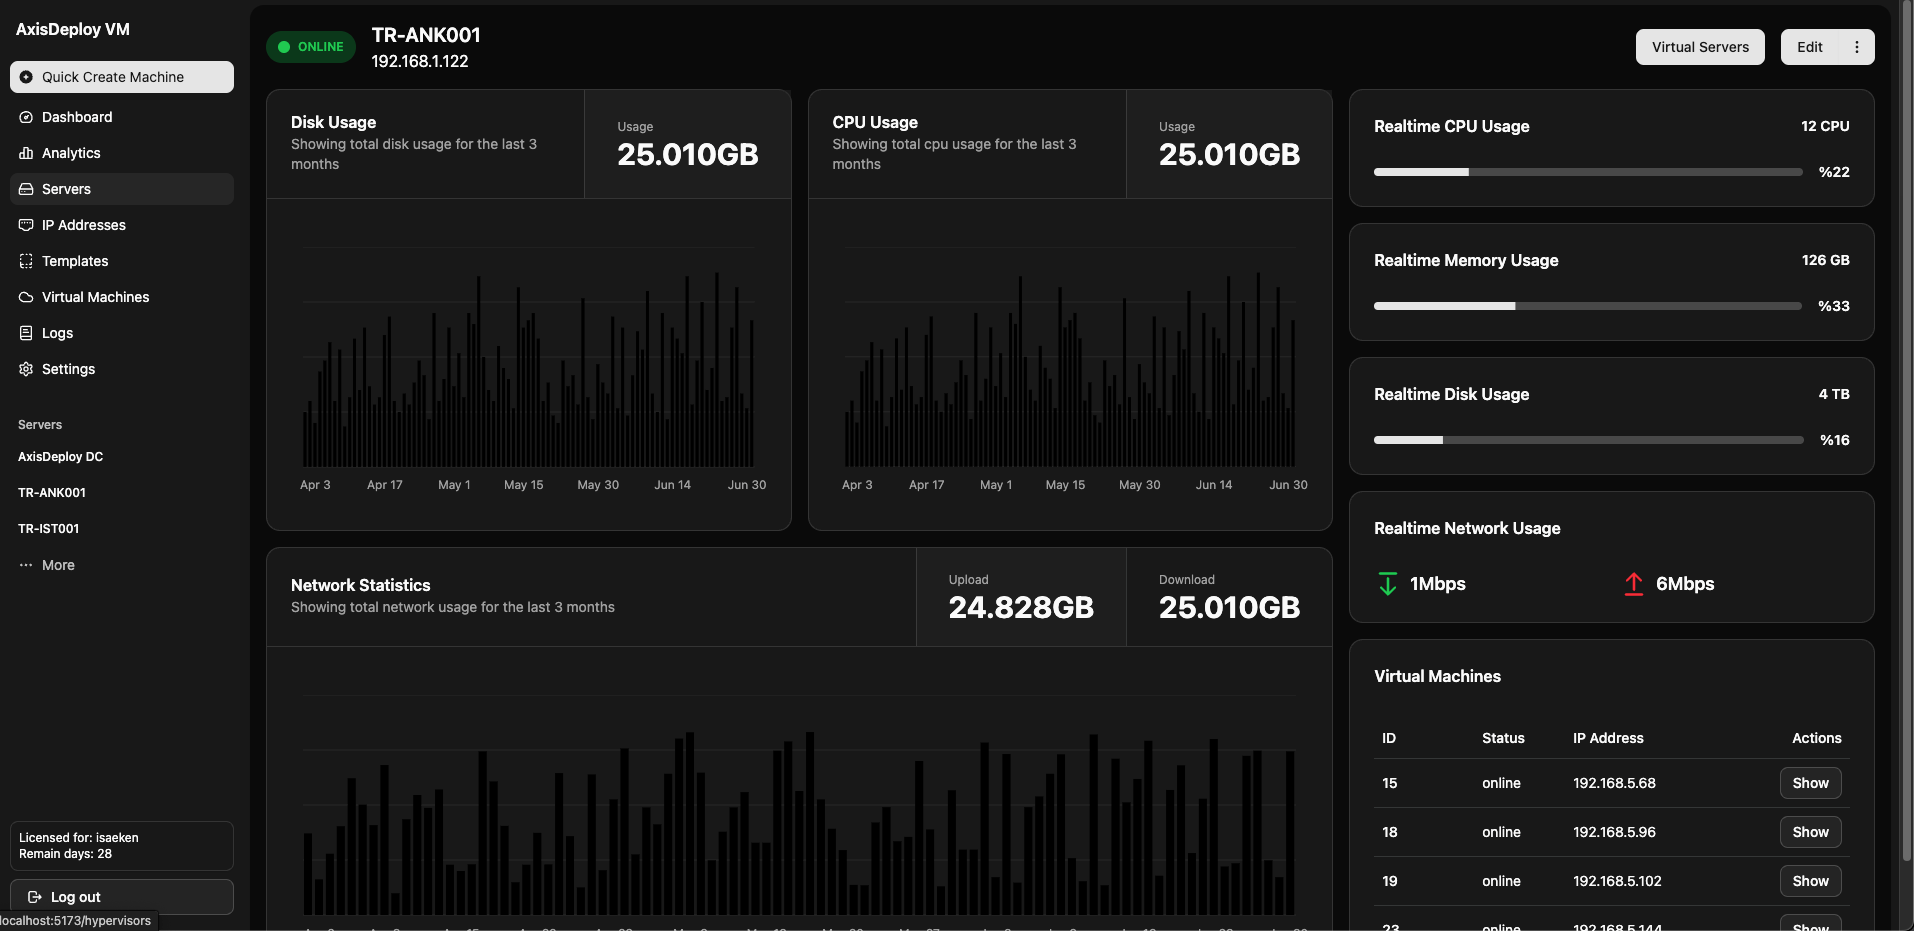 AxisDeploy VM
Quick Create Machine
Dashboard
Analytics
Servers
IP Addresses
Templates
Virtual Machines
Logs
Settings
Servers
AxisDeploy DC
TR-ANK001
TR-IST001
More
Licensed for: isaeken
Remain days: 28
Log out
localhost:5173/hypervisors
ONLINE
TR-ANK001
192.168.1.122
Virtual Servers
Edit
Disk Usage
Showing total disk usage for the last 3
months
Usage
25.010GB
Apr 3 Apr 17 May 1 May 15 May 30 Jun 14 Jun 30
CPU Usage
Showing total cpu usage for the last 3
months
Usage
25.010GB
Apr 3 Apr 17 May 1 May 15 May 30 Jun 14 Jun 30
Network Statistics
Showing total network usage for the last 3 months
Upload
24.828GB
Download
25.010GB
Realtime CPU Usage
12 CPU
%22
Realtime Memory Usage
126 GB
%33
Realtime Disk Usage
4 TB
%16
Realtime Network Usage
1Mbps
6Mbps
Virtual Machines
ID Status IP Address Actions
15 online 192.168.5.68 Show
18 online 192.168.5.96 Show
19 online 192.168.5.102 Show
23 online 192.168.5.144 Show